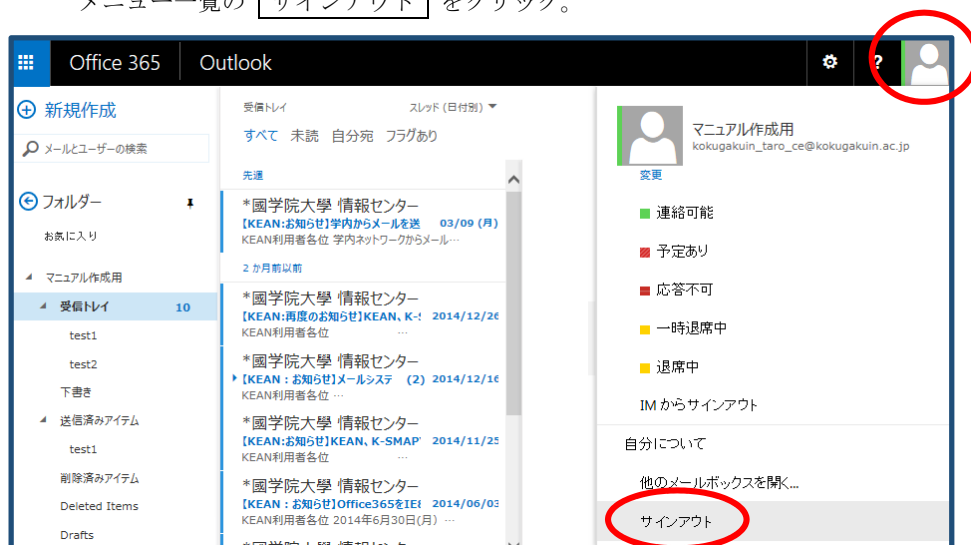 メニュー一覧の サインアウト をクリック。
Office 365 Outlook ?
新規作成
メールとユーザーの検索
フォルダー
お気に入り
マニュアル作成用
受信トレイ 10
test1
test2
下書き
送信済みアイテム
test1
削除済みアイテム
Deleted Items
Drafts
受信トレイ スレッド (日付別)
すべて 未読 自分宛 フラグあり
先週
*國学院大學 情報センター
【KEAN:お知らせ】学内からメールを送 03/09 (月)
KEAN利用者各位 学内ネットワークからメール…
2 か月前以前
*國学院大學 情報センター
【KEAN:再度のお知らせ】KEAN、K-S 2014/12/26
KEAN利用者各位 …
*國学院大學 情報センター
【KEAN：お知らせ】メールシステ (2) 2014/12/16
KEAN利用者各位 …
*國学院大學 情報センター
【KEAN:お知らせ】KEAN、K-SMAP 2014/11/25
KEAN利用者各位 …
*國学院大學 情報センター
【KEAN：お知らせ】Office365をIE8 2014/06/03
KEAN利用者各位 2014年6月30日(月) …
*國学院大學 情報センター
マニュアル作成用
kokugakuin_taro_ce@kokugakuin.ac.jp
変更
連絡可能
予定あり
応答不可
一時退席中
退席中
IM からサインアウト
自分について
他のメールボックスを開く...
サインアウト